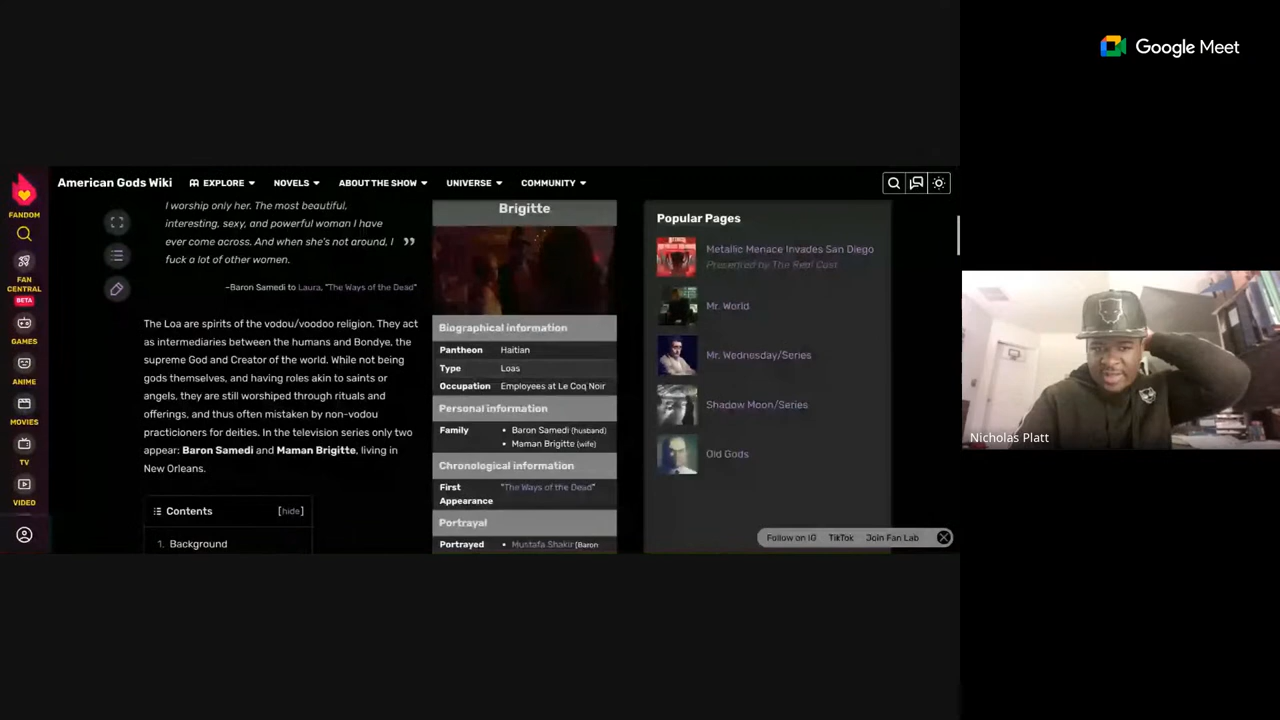 Google Meet
American Gods Wiki
EXPLORE
NOVELS
ABOUT THE SHOW
UNIVERSE
COMMUNITY
FANDOM
FAN CENTRAL
BETA
GAMES
ANIME
MOVIES
TV
VIDEO
I worship only her. The most beautiful,
interesting, sexy, and powerful woman I have
ever come across. And when she's not around, I
fuck a lot of other women.
”
–Baron Samedi to Laura, "The Ways of the Dead"
The Loa are spirits of the vodou/voodoo religion. They act
as intermediaries between the humans and Bondye, the
supreme God and Creator of the world. While not being
gods themselves, and having roles akin to saints or
angels, they are still worshiped through rituals and
offerings, and thus often mistaken by non-vodou
practicioners for deities. In the television series only two
appear: Baron Samedi and Maman Brigitte, living in
New Orleans.
Contents [hide]
1. Background
Brigitte
Biographical information
Pantheon Haitian
Type Loas
Occupation Employees at Le Coq Noir
Personal information
Family • Baron Samedi (husband)
• Maman Brigitte (wife)
Chronological information
First "The Ways of the Dead"
Appearance
Portrayal
Portrayed • Mustafa Shakir (Baron
Popular Pages
Metallic Menace Invades San Diego
Presented by The Real Cast
Mr. World
Mr. Wednesday/Series
Shadow Moon/Series
Old Gods
Follow on IG TikTok Join Fan Lab
Nicholas Platt